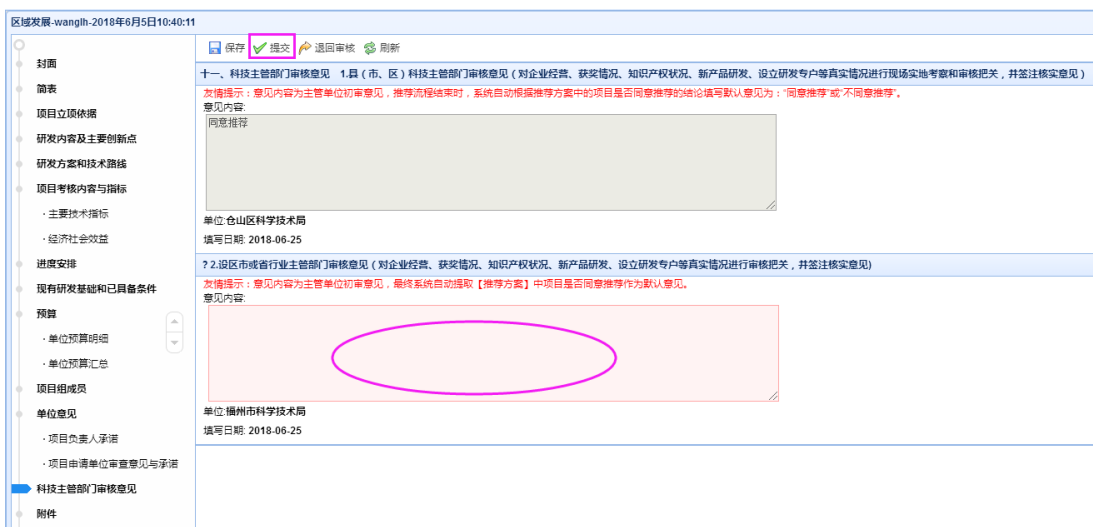 区域发展-wanglh-2018年6月5日10:40:11
保存 提交 退回审核 刷新
封面
简表
项目立项依据
研发内容及主要创新点
研发方案和技术路线
项目考核内容与指标
·主要技术指标
·经济社会效益
进度安排
现有研发基础和已具备条件
预算
·单位预算明细
·单位预算汇总
项目组成员
单位意见
·项目负责人承诺
·项目申请单位审查意见与承诺
科技主管部门审核意见
附件
十一、科技主管部门审核意见 1.县（市、区）科技主管部门审核意见（对企业经营、获奖情况、知识产权状况、新产品研发、设立研发专户等真实情况进行现场实地考察和审核把关，并签注核实意见）
友情提示：意见内容为主管单位初审意见，推荐流程结束时，系统自动根据推荐方案中的项目是否同意推荐的结论填写默认意见为："同意推荐"或"不同意推荐"。
意见内容:
同意推荐
单位:仓山区科学技术局
填写日期: 2018-06-25
? 2.设区市或省行业主管部门审核意见（对企业经营、获奖情况、知识产权状况、新产品研发、设立研发专户等真实情况进行审核把关，并签注核实意见)
友情提示：意见内容为主管单位初审意见，最终系统自动提取【推荐方案】中项目是否同意推荐作为默认意见。
意见内容:
单位:福州市科学技术局
填写日期: 2018-06-25